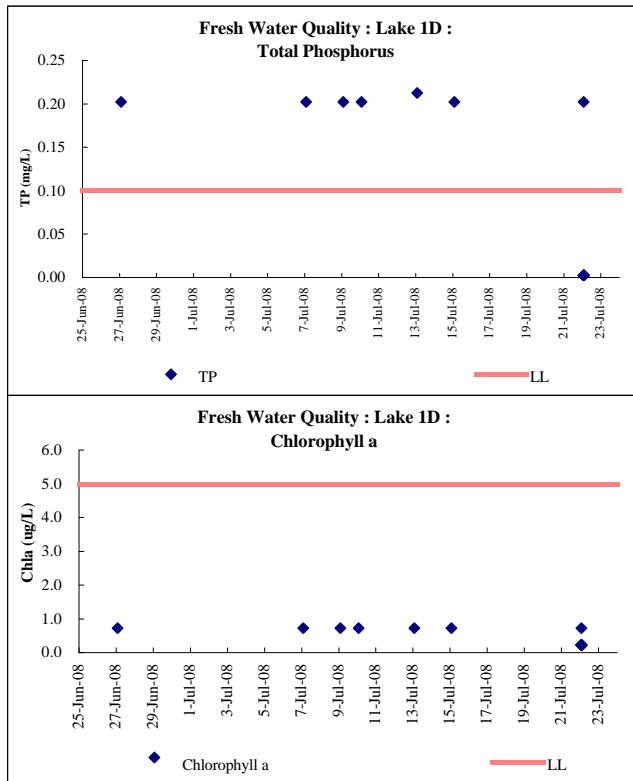 Fresh Water Quality : Lake 1D :
Total Phosphorus
0.25
0.20
0.15
0.10
0.05
0.00
TP (mg/L)
25-Jun-08
27-Jun-08
29-Jun-08
1-Jul-08
3-Jul-08
5-Jul-08
7-Jul-08
9-Jul-08
11-Jul-08
13-Jul-08
15-Jul-08
17-Jul-08
19-Jul-08
21-Jul-08
23-Jul-08
TP
LL
Fresh Water Quality : Lake 1D :
Chlorophyll a
6.0
5.0
4.0
3.0
2.0
1.0
0.0
Chla (ug/L)
25-Jun-08
27-Jun-08
29-Jun-08
1-Jul-08
3-Jul-08
5-Jul-08
7-Jul-08
9-Jul-08
11-Jul-08
13-Jul-08
15-Jul-08
17-Jul-08
19-Jul-08
21-Jul-08
23-Jul-08
Chlorophyll a
LL